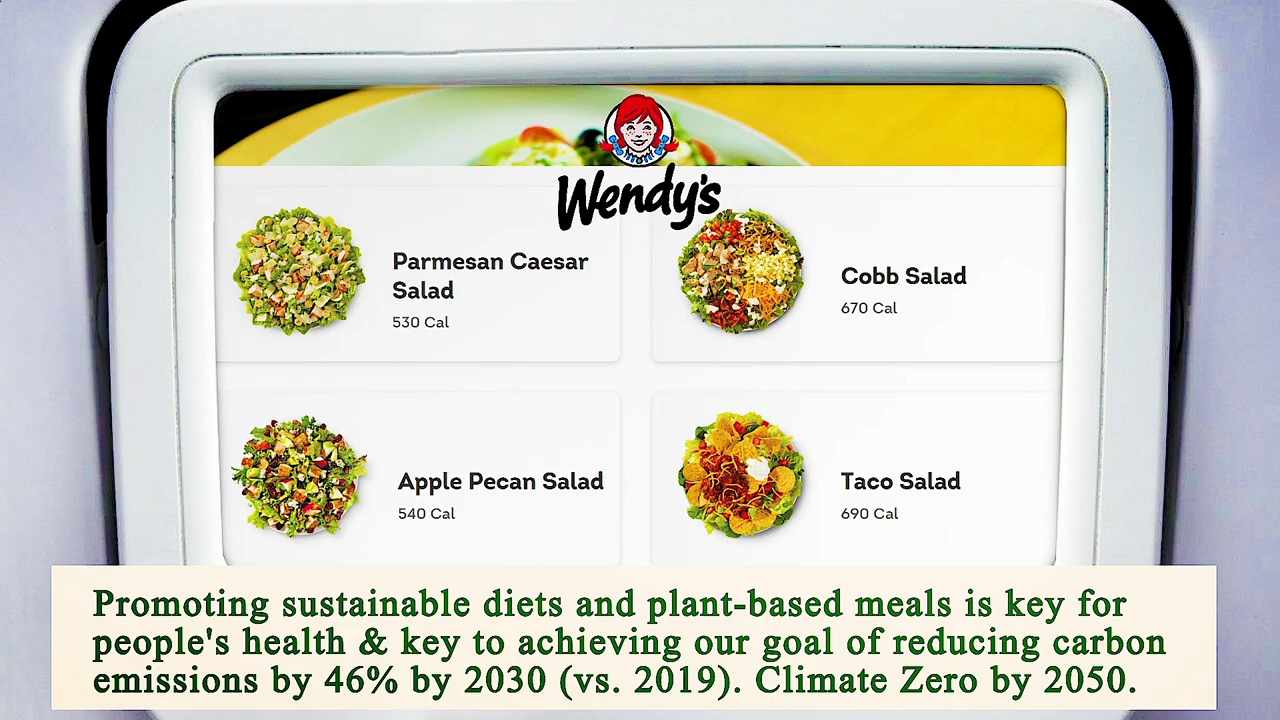 Wendy's
Parmesan Caesar
Salad
530 Cal
Cobb Salad
670 Cal
Apple Pecan Salad
540 Cal
Taco Salad
690 Cal
Promoting sustainable diets and plant-based meals is key for
people's health & key to achieving our goal of reducing carbon
emissions by 46% by 2030 (vs. 2019). Climate Zero by 2050.